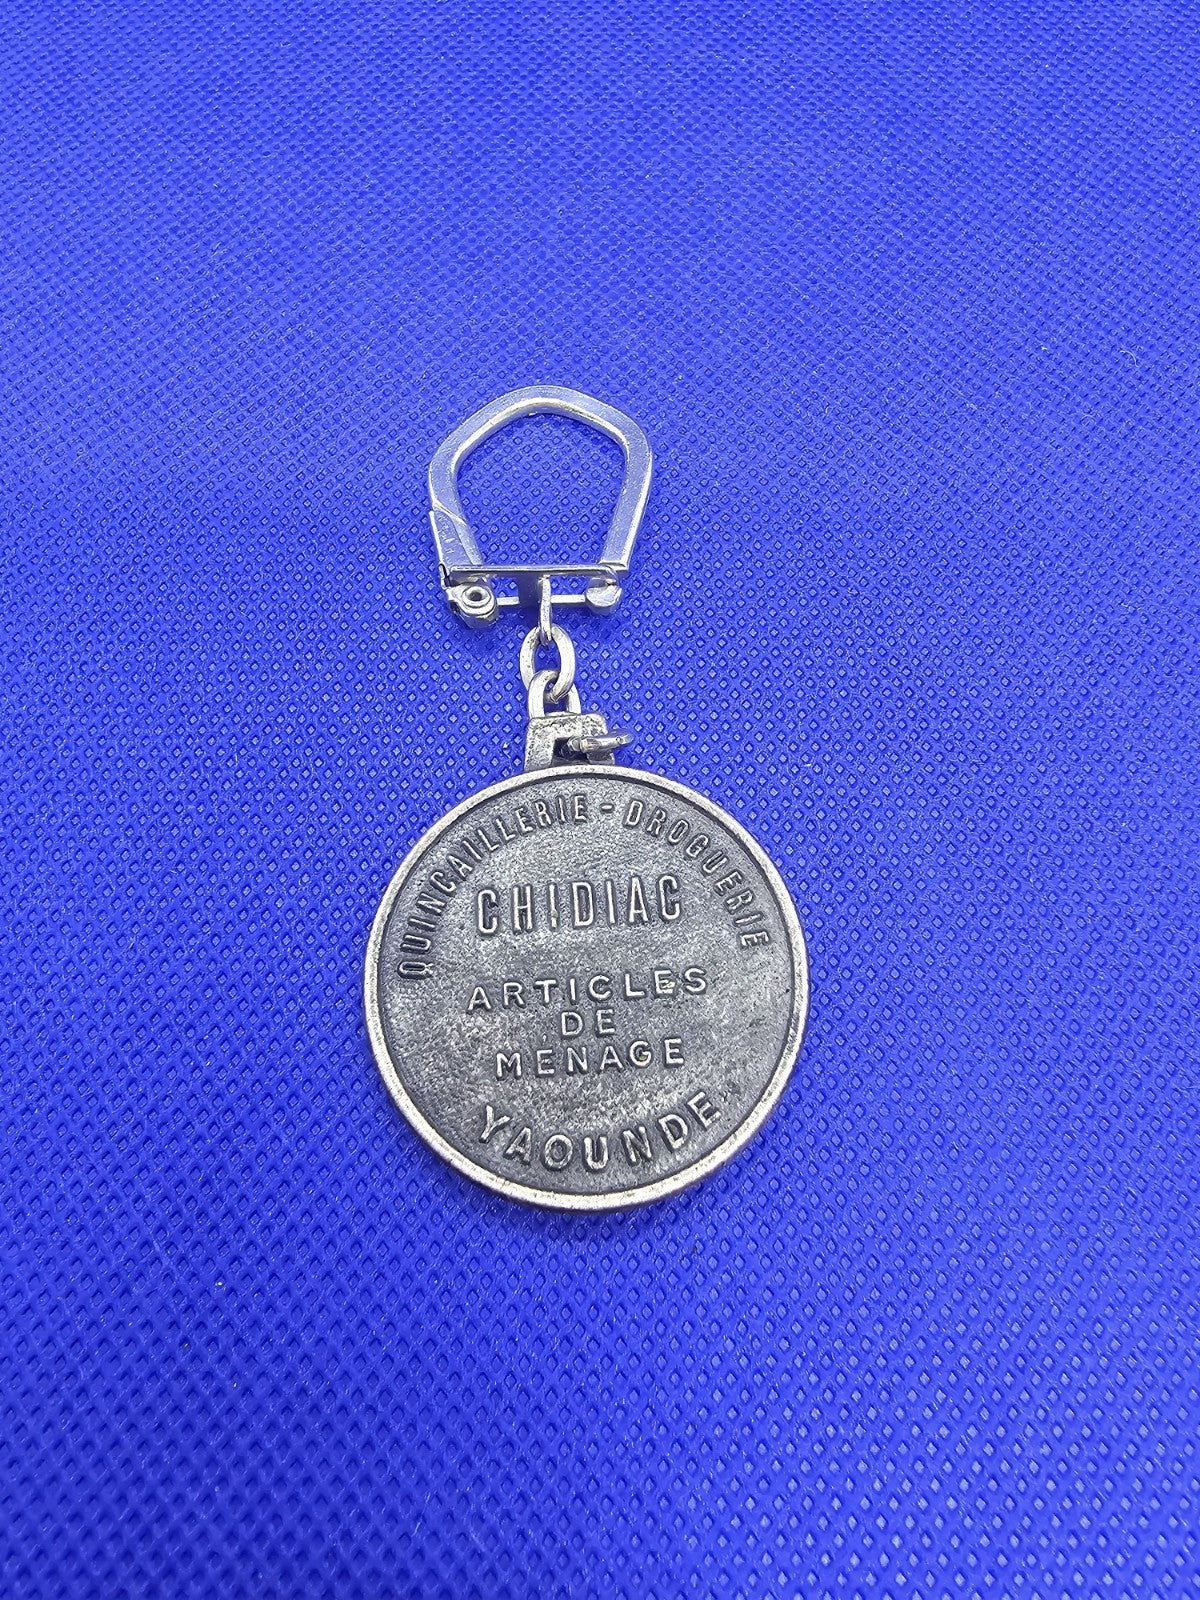 QUINCAILLERIE - DROGUERIE
CHIDIAC
ARTICLES
DE
MENAGE
YAOUNDE